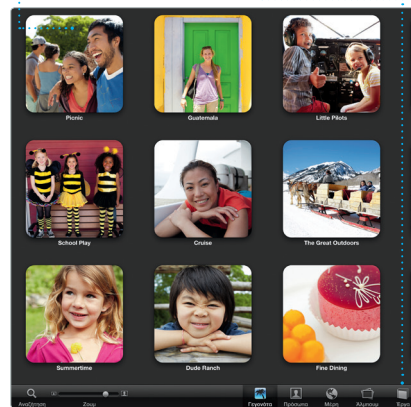 Picnic Guatemala Little Pilots
School Play Cruise The Great Outdoors
Summertime Dude Ranch Fine Dining
Αναζήτηση Ζουμ Γεγονότα Πρόσωπα Μέρη Άλμπουμ Έργα